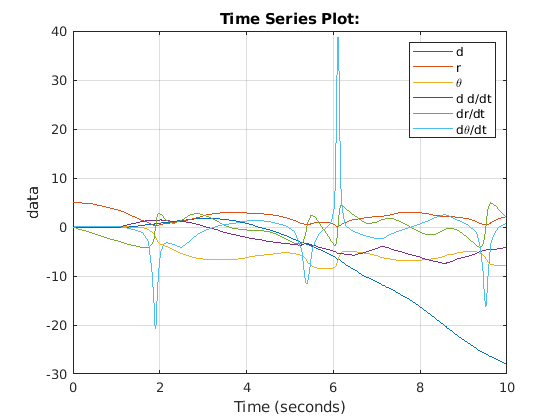 Time Series Plot:
40
30
20
10
0
-10
-20
-30
data
0
2
4
6
8
10
Time (seconds)
d
r
θ
d d/dt
dr/dt
dθ/dt